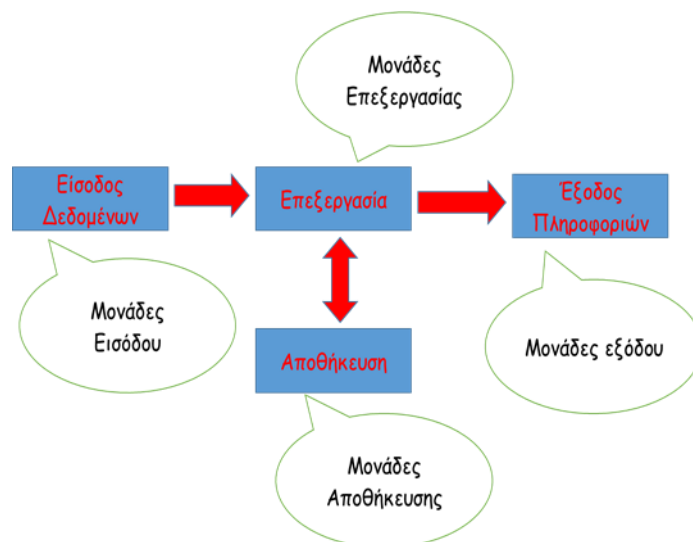 Μονάδες
Επεξεργασίας
Είσοδος
Δεδομένων
Επεξεργασία
Έξοδος
Πληροφοριών
Μονάδες
Εισόδου
Αποθήκευση
Μονάδες εξόδου
Μονάδες
Αποθήκευσης